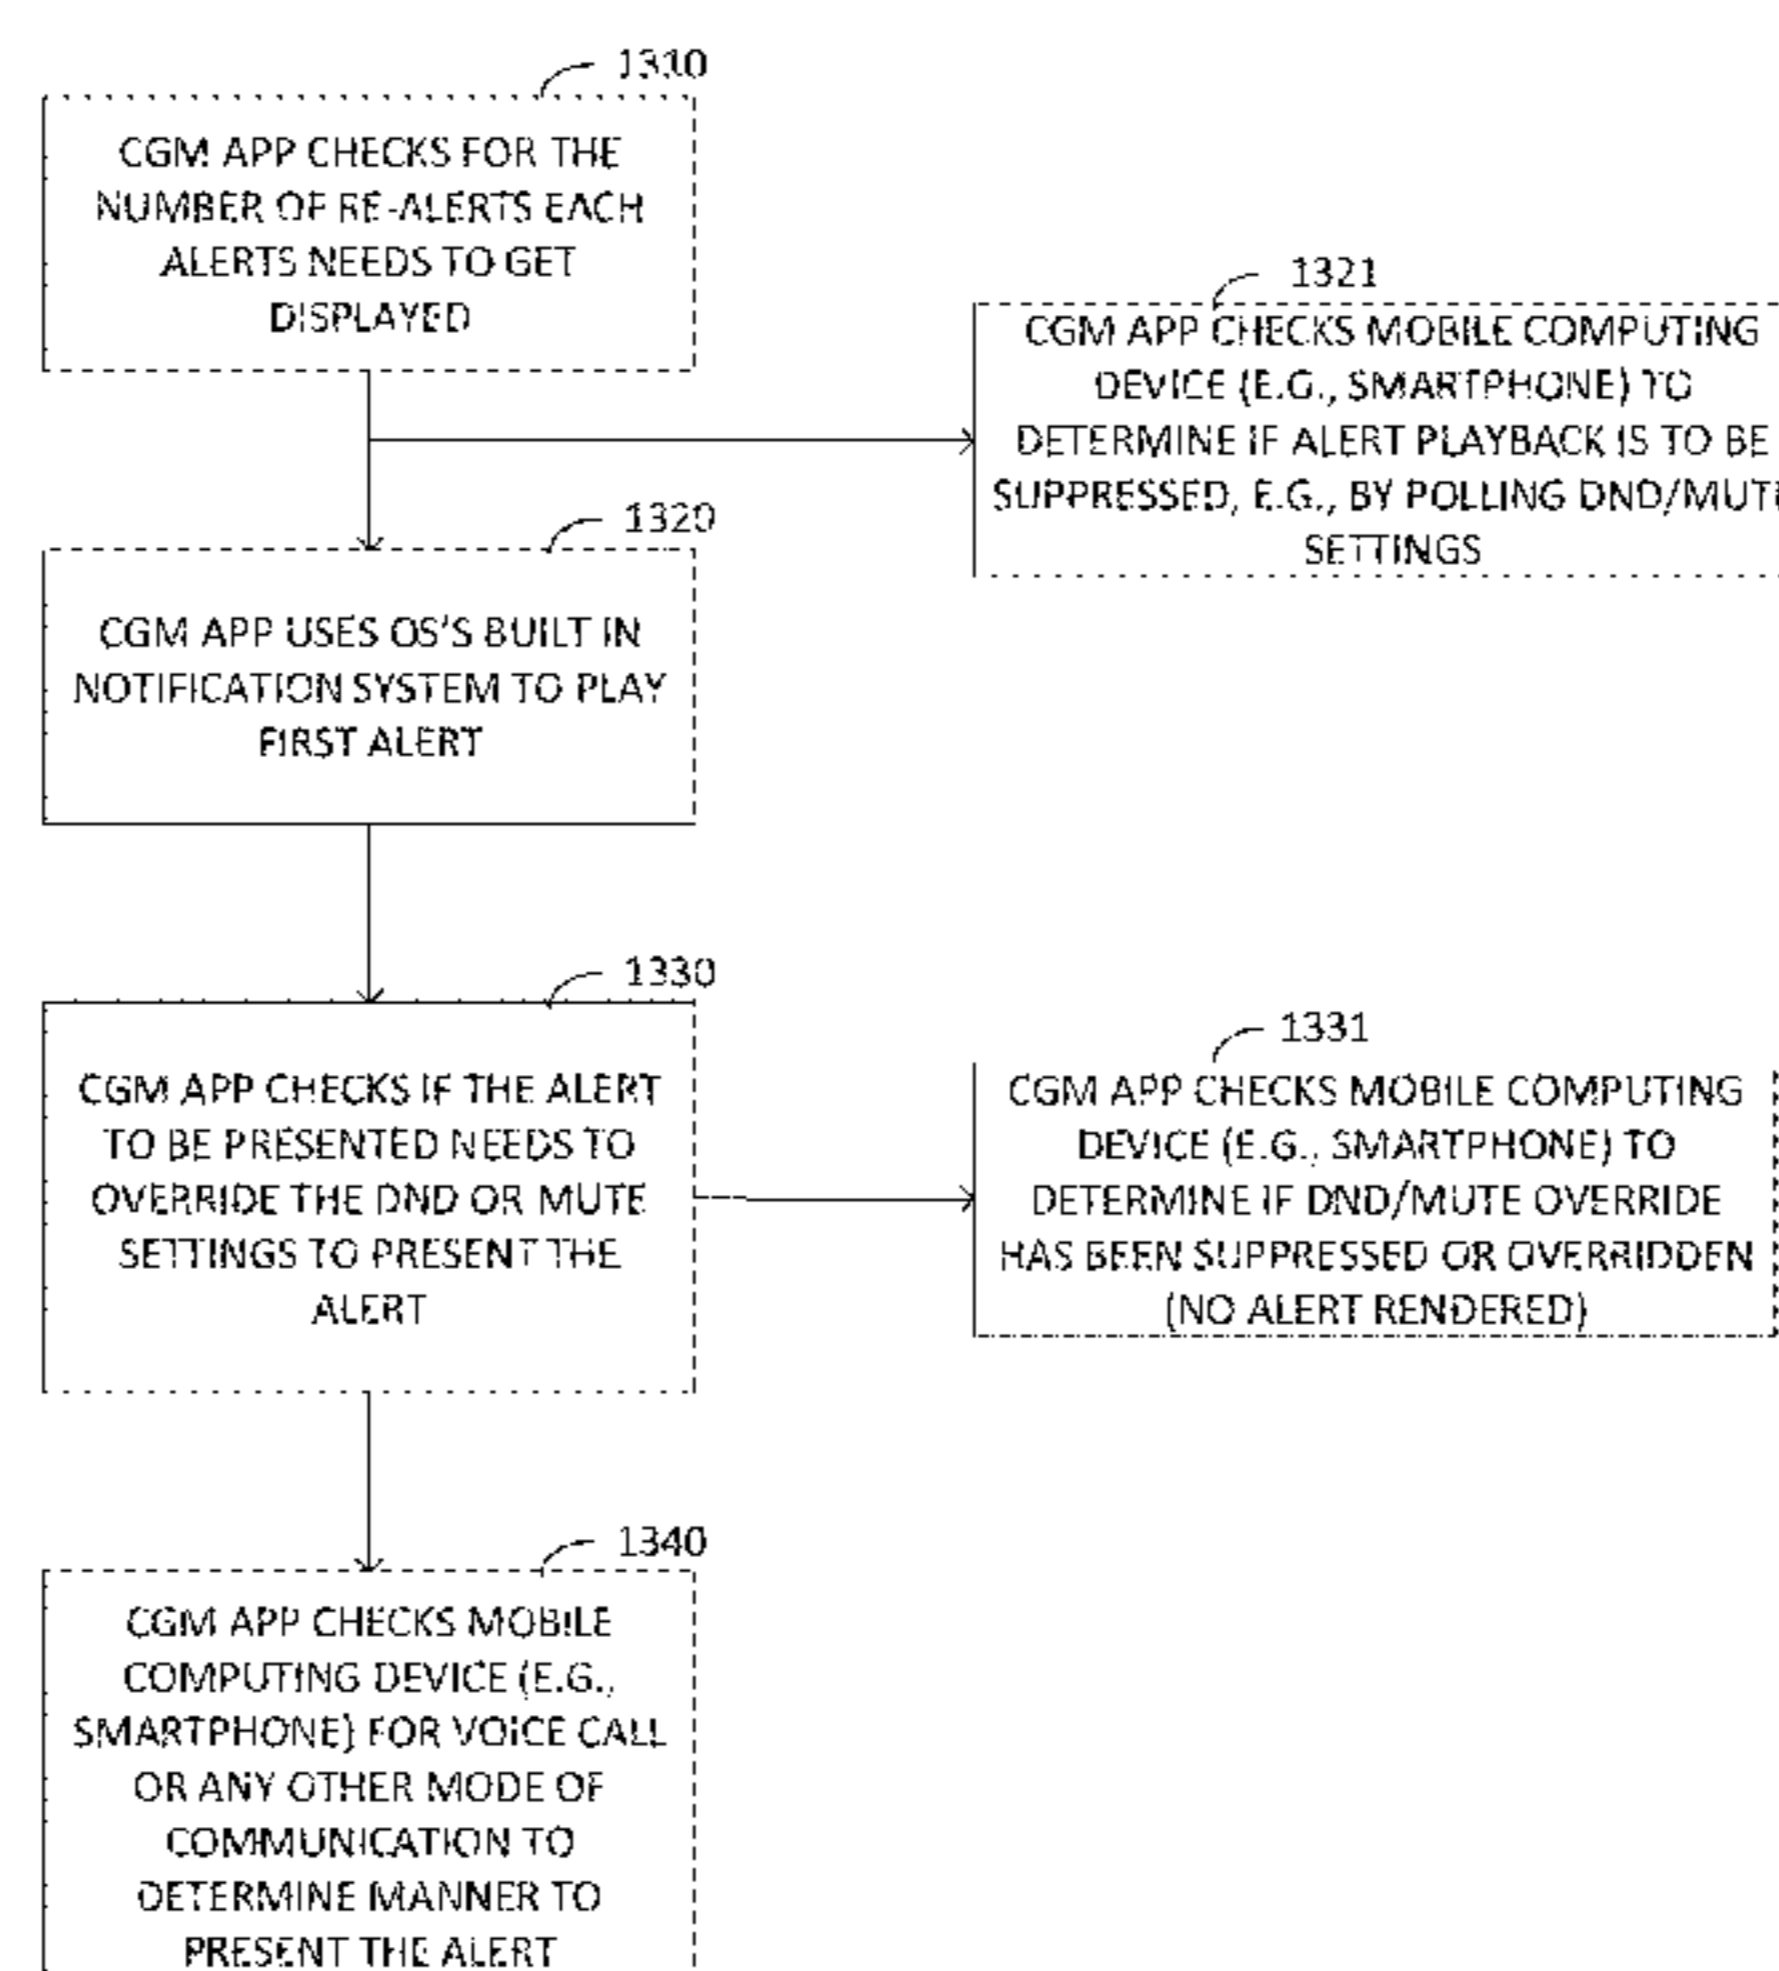 1310
CGM APP CHECKS FOR THE
NUMBER OF RE-ALERTS EACH
ALERTS NEEDS TO GET
DISPLAYED
1321
CGM APP CHECKS MOBILE COMPUTING
DEVICE (E.G., SMARTPHONE) TO
DETERMINE IF ALERT PLAYBACK IS TO BE
SUPPRESSED, E.G., BY POLLING DND/MUTE
SETTINGS
1320
CGM APP USES OS'S BUILT IN
NOTIFICATION SYSTEM TO PLAY
FIRST ALERT
1330
CGM APP CHECKS IF THE ALERT
TO BE PRESENTED NEEDS TO
OVERRIDE THE DND OR MUTE
SETTINGS TO PRESENT THE
ALERT
1331
CGM APP CHECKS MOBILE COMPUTING
DEVICE (E.G., SMARTPHONE) TO
DETERMINE IF DND/MUTE OVERRIDE
HAS BEEN SUPPRESSED OR OVERRIDDEN
(NO ALERT RENDERED)
1340
CGM APP CHECKS MOBILE
COMPUTING DEVICE (E.G.,
SMARTPHONE) FOR VOICE CALL
OR ANY OTHER MODE OF
COMMUNICATION TO
DETERMINE MANNER TO
PRESENT THE ALERT